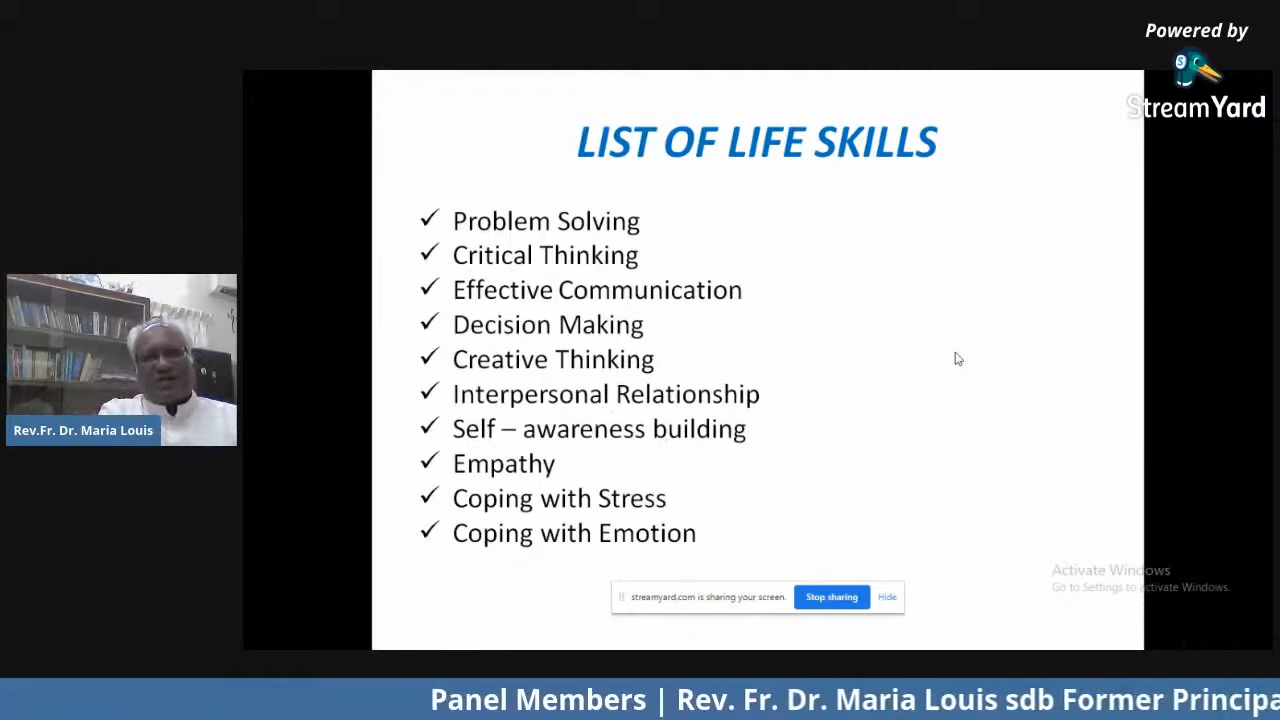 Powered by
StreamYard
LIST OF LIFE SKILLS
✓ Problem Solving
✓ Critical Thinking
✓ Effective Communication
✓ Decision Making
✓ Creative Thinking
✓ Interpersonal Relationship
✓ Self – awareness building
✓ Empathy
✓ Coping with Stress
✓ Coping with Emotion
Rev.Fr. Dr. Maria Louis
Activate Windows
Go to Settings to activate Windows.
streamyard.com is sharing your screen. Stop sharing Hide
Panel Members | Rev. Fr. Dr. Maria Louis sdb Former Principa